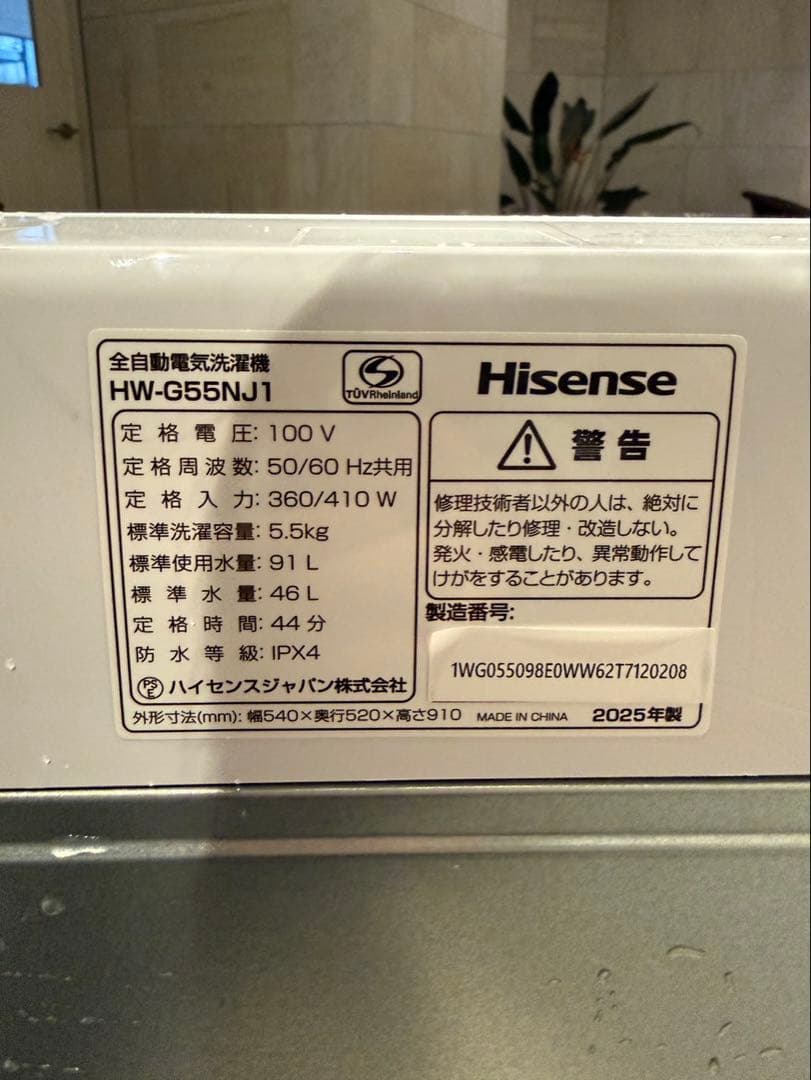 全自動電気洗濯機
HW-G55NJ1
TÜVRheinland
Hisense
定格電圧: 100 V
定格周波数: 50/60 Hz共用
定格入力: 360/410 W
標準洗濯容量: 5.5kg
標準使用水量: 91 L
標準水量: 46 L
定格時間: 44 分
防水等級: IPX4
PSE ハイセンスジャパン株式会社
警告
修理技術者以外の人は、絶対に
分解したり修理・改造しない。
発火・感電したり、異常動作して
けがをすることがあります。
製造番号:
1WG055098E0WW62T7120208
外形寸法(mm): 幅540×奥行520×高さ910 MADE IN CHINA 2025年製